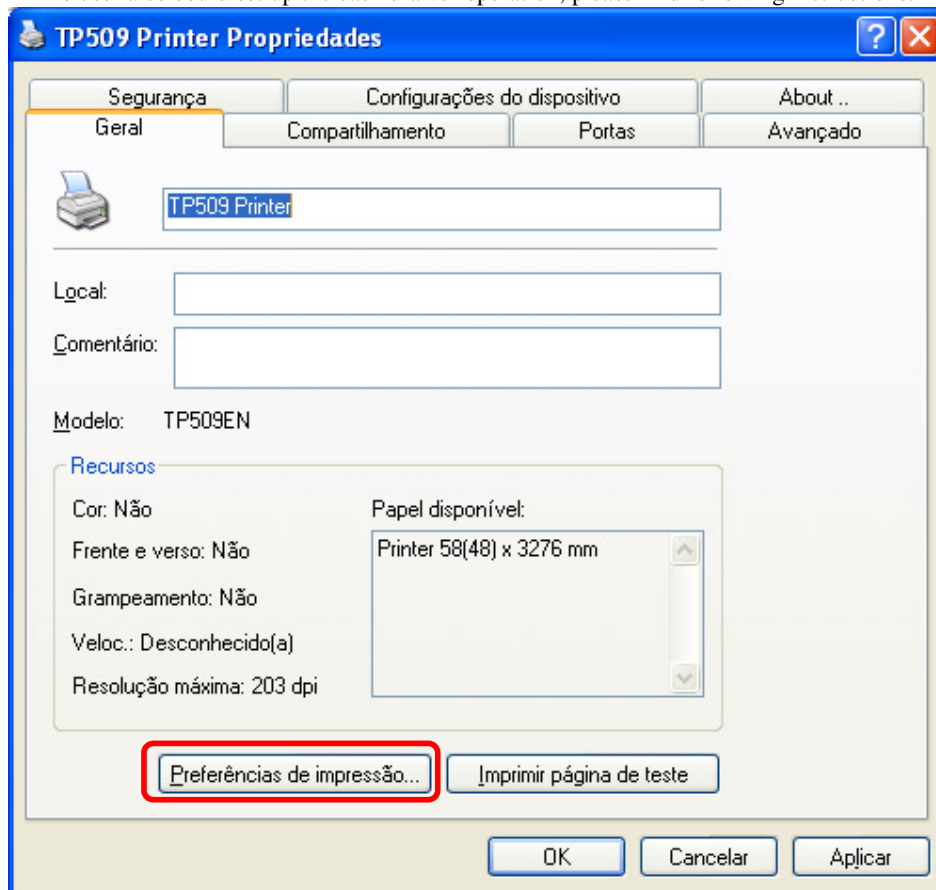 TP509 Printer Propriedades
Segurança Configurações do dispositivo About ..
Geral Compartilhamento Portas Avançado
TP509 Printer
Local:
Comentário:
Modelo: TP509EN
Recursos
Cor: Não Papel disponível:
Frente e verso: Não Printer 58(48) x 3276 mm
Grampeamento: Não
Veloc.: Desconhecido(a)
Resolução máxima: 203 dpi
Preferências de impressão... Imprimir página de teste
OK Cancelar Aplicar